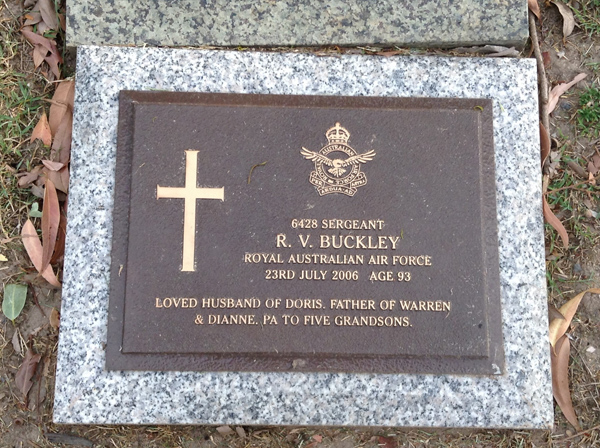 AUSTRALIAN
6428 SERGEANT
R. V. BUCKLEY
ROYAL AUSTRALIAN AIR FORCE
23RD JULY 2006 AGE 93
LOVED HUSBAND OF DORIS. FATHER OF WARREN
& DIANNE. PA TO FIVE GRANDSONS.